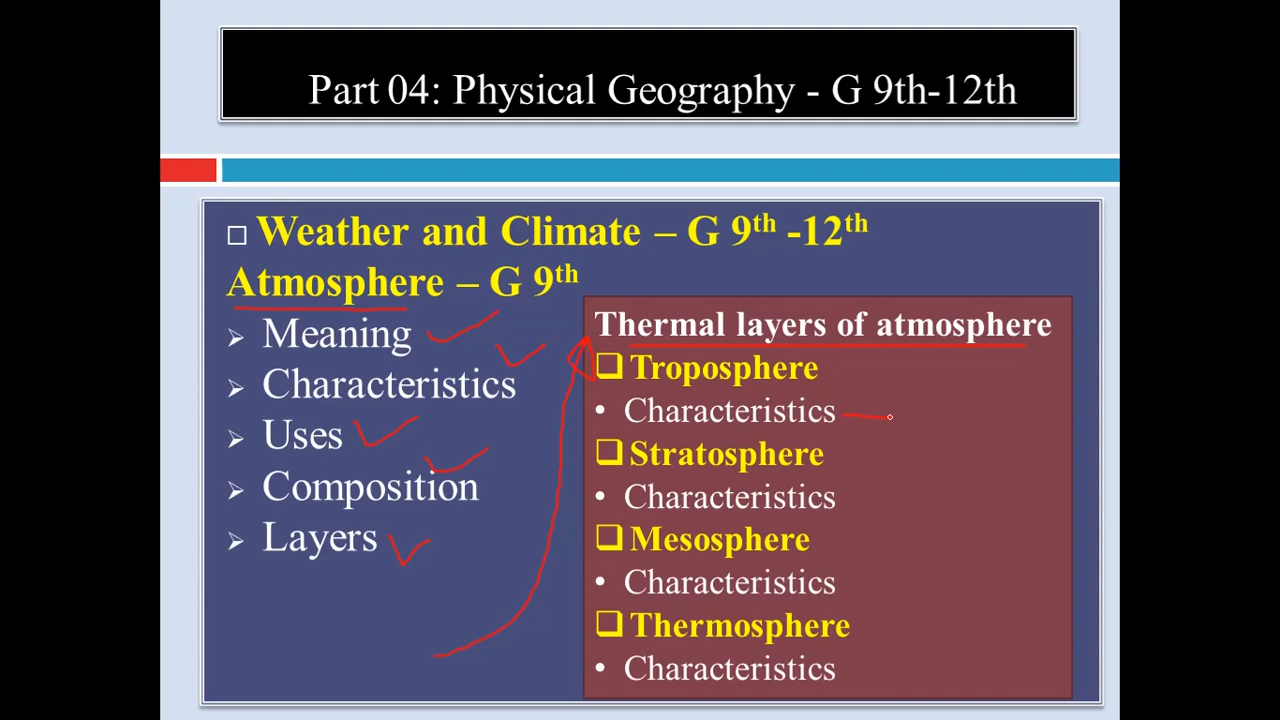 Part 04: Physical Geography - G 9th-12th
Weather and Climate – G 9th -12th
Atmosphere – G 9th
Meaning
Characteristics
Uses
Composition
Layers
Thermal layers of atmosphere
Troposphere
• Characteristics
Stratosphere
• Characteristics
Mesosphere
• Characteristics
Thermosphere
• Characteristics